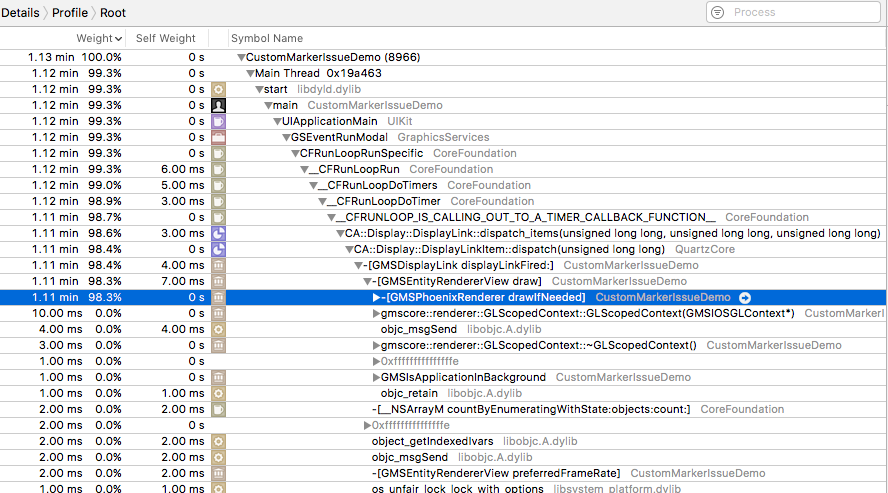 Details Profile Root Process
Weight Self Weight Symbol Name
1.13 min 100.0% 0 s CustomMarkerIssueDemo (8966)
1.12 min 99.3% 0 s Main Thread 0x19a463
1.12 min 99.3% 0 s start libdyld.dylib
1.12 min 99.3% 0 s main CustomMarkerIssueDemo
1.12 min 99.3% 0 s UIApplicationMain UIKit
1.12 min 99.3% 0 s GSEventRunModal GraphicsServices
1.12 min 99.3% 0 s CFRunLoopRunSpecific CoreFoundation
1.12 min 99.3% 6.00 ms __CFRunLoopRun CoreFoundation
1.12 min 99.0% 5.00 ms __CFRunLoopDoTimers CoreFoundation
1.12 min 98.9% 3.00 ms __CFRunLoopDoTimer CoreFoundation
1.11 min 98.7% 0 s __CFRUNLOOP_IS_CALLING_OUT_TO_A_TIMER_CALLBACK_FUNCTION__ CoreFoundation
1.11 min 98.6% 3.00 ms CA::Display::DisplayLink::dispatch_items(unsigned long long, unsigned long long, unsigned long long)
1.11 min 98.4% 0 s CA::Display::DisplayLinkItem::dispatch(unsigned long long) QuartzCore
1.11 min 98.4% 4.00 ms -[GMSDisplayLink displayLinkFired:] CustomMarkerIssueDemo
1.11 min 98.3% 7.00 ms -[GMSEntityRendererView draw] CustomMarkerIssueDemo
1.11 min 98.3% 0 s -[GMSPhoenixRenderer drawIfNeeded] CustomMarkerIssueDemo
10.00 ms 0.0% 0 s gmscore::renderer::GLScopedContext::GLScopedContext(GMSIOSGLContext*) CustomMarkerI
4.00 ms 0.0% 4.00 ms objc_msgSend libobjc.A.dylib
3.00 ms 0.0% 0 s gmscore::renderer::GLScopedContext::~GLScopedContext() CustomMarkerIssueDemo
1.00 ms 0.0% 0 s 0xfffffffffffffffe
1.00 ms 0.0% 0 s GMSIsApplicationInBackground CustomMarkerIssueDemo
1.00 ms 0.0% 1.00 ms objc_retain libobjc.A.dylib
2.00 ms 0.0% 2.00 ms -[__NSArrayM countByEnumeratingWithState:objects:count:] CoreFoundation
2.00 ms 0.0% 0 s 0xfffffffffffffffe
2.00 ms 0.0% 2.00 ms object_getIndexedIvars libobjc.A.dylib
2.00 ms 0.0% 2.00 ms objc_msgSend libobjc.A.dylib
2.00 ms 0.0% 2.00 ms -[GMSEntityRendererView preferredFrameRate] CustomMarkerIssueDemo
1.00 ms 0.0% 1.00 ms os_unfair_lock_lock_with_options libsystem_platform.dylib